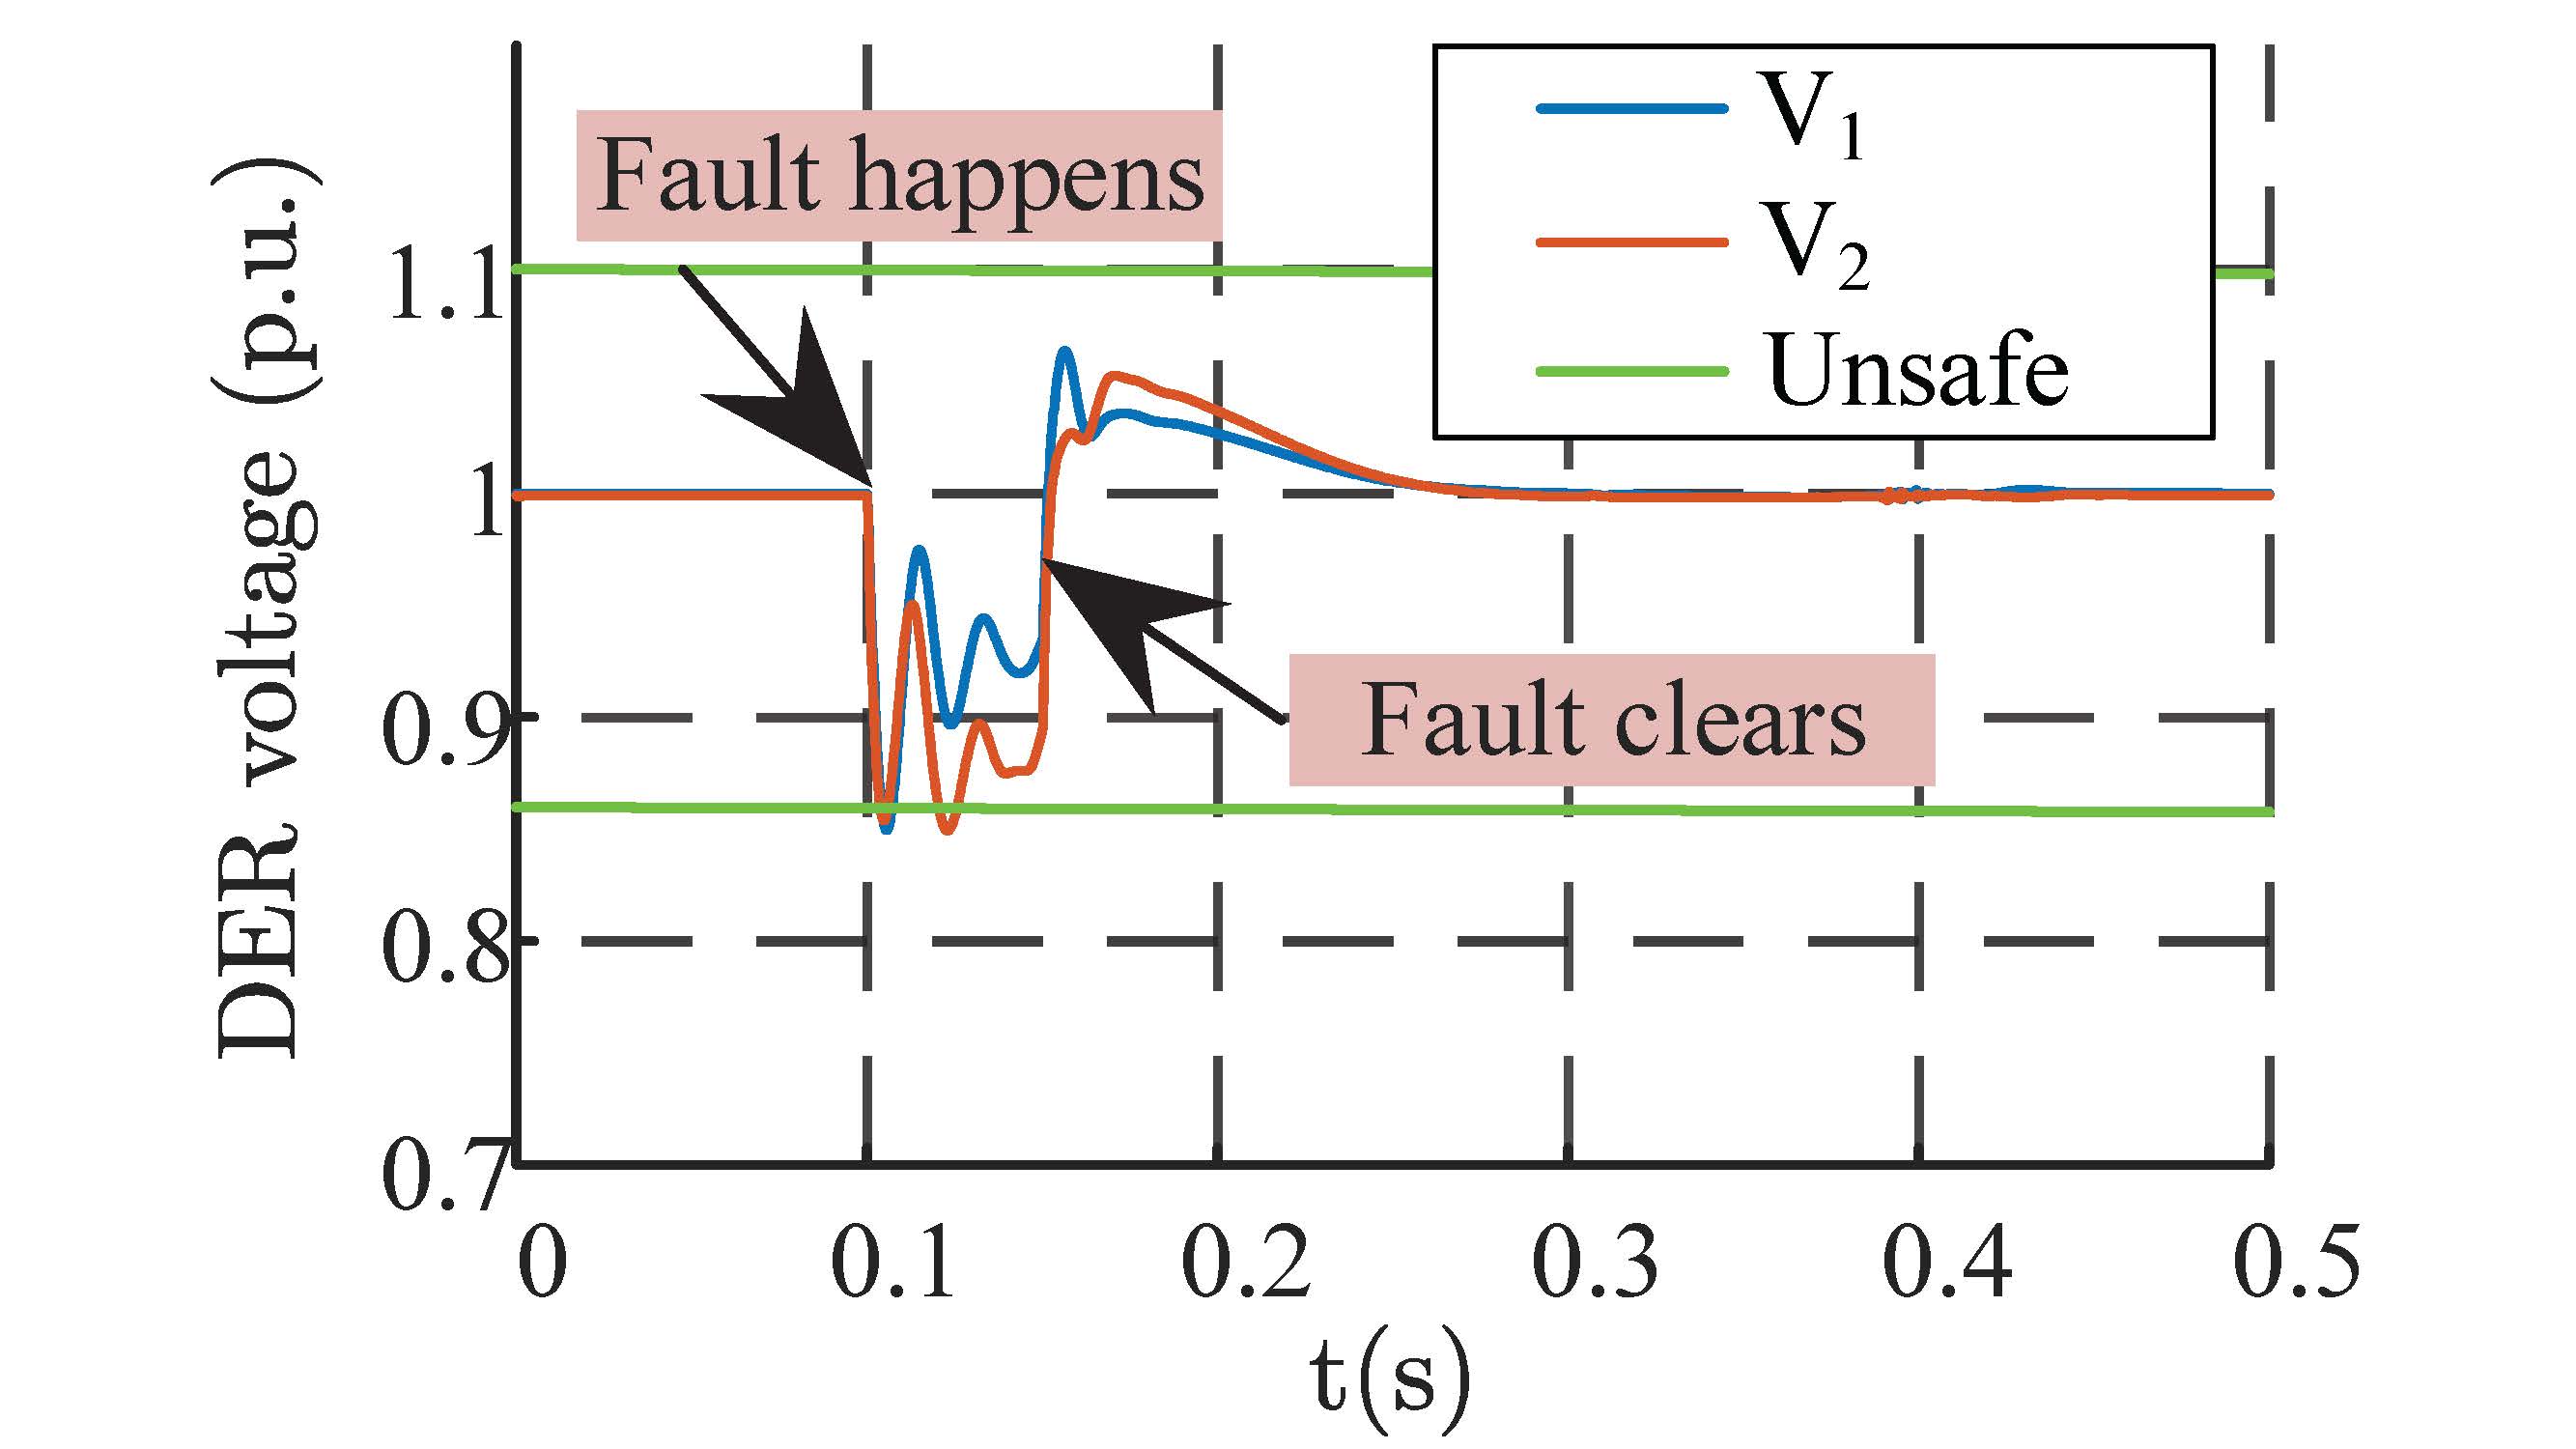 Fault happens
V1
V2
Unsafe
Fault clears
DER voltage (p.u.)
1.1
1
0.9
0.8
0.7
0 0.1 0.2 0.3 0.4 0.5
t(s)